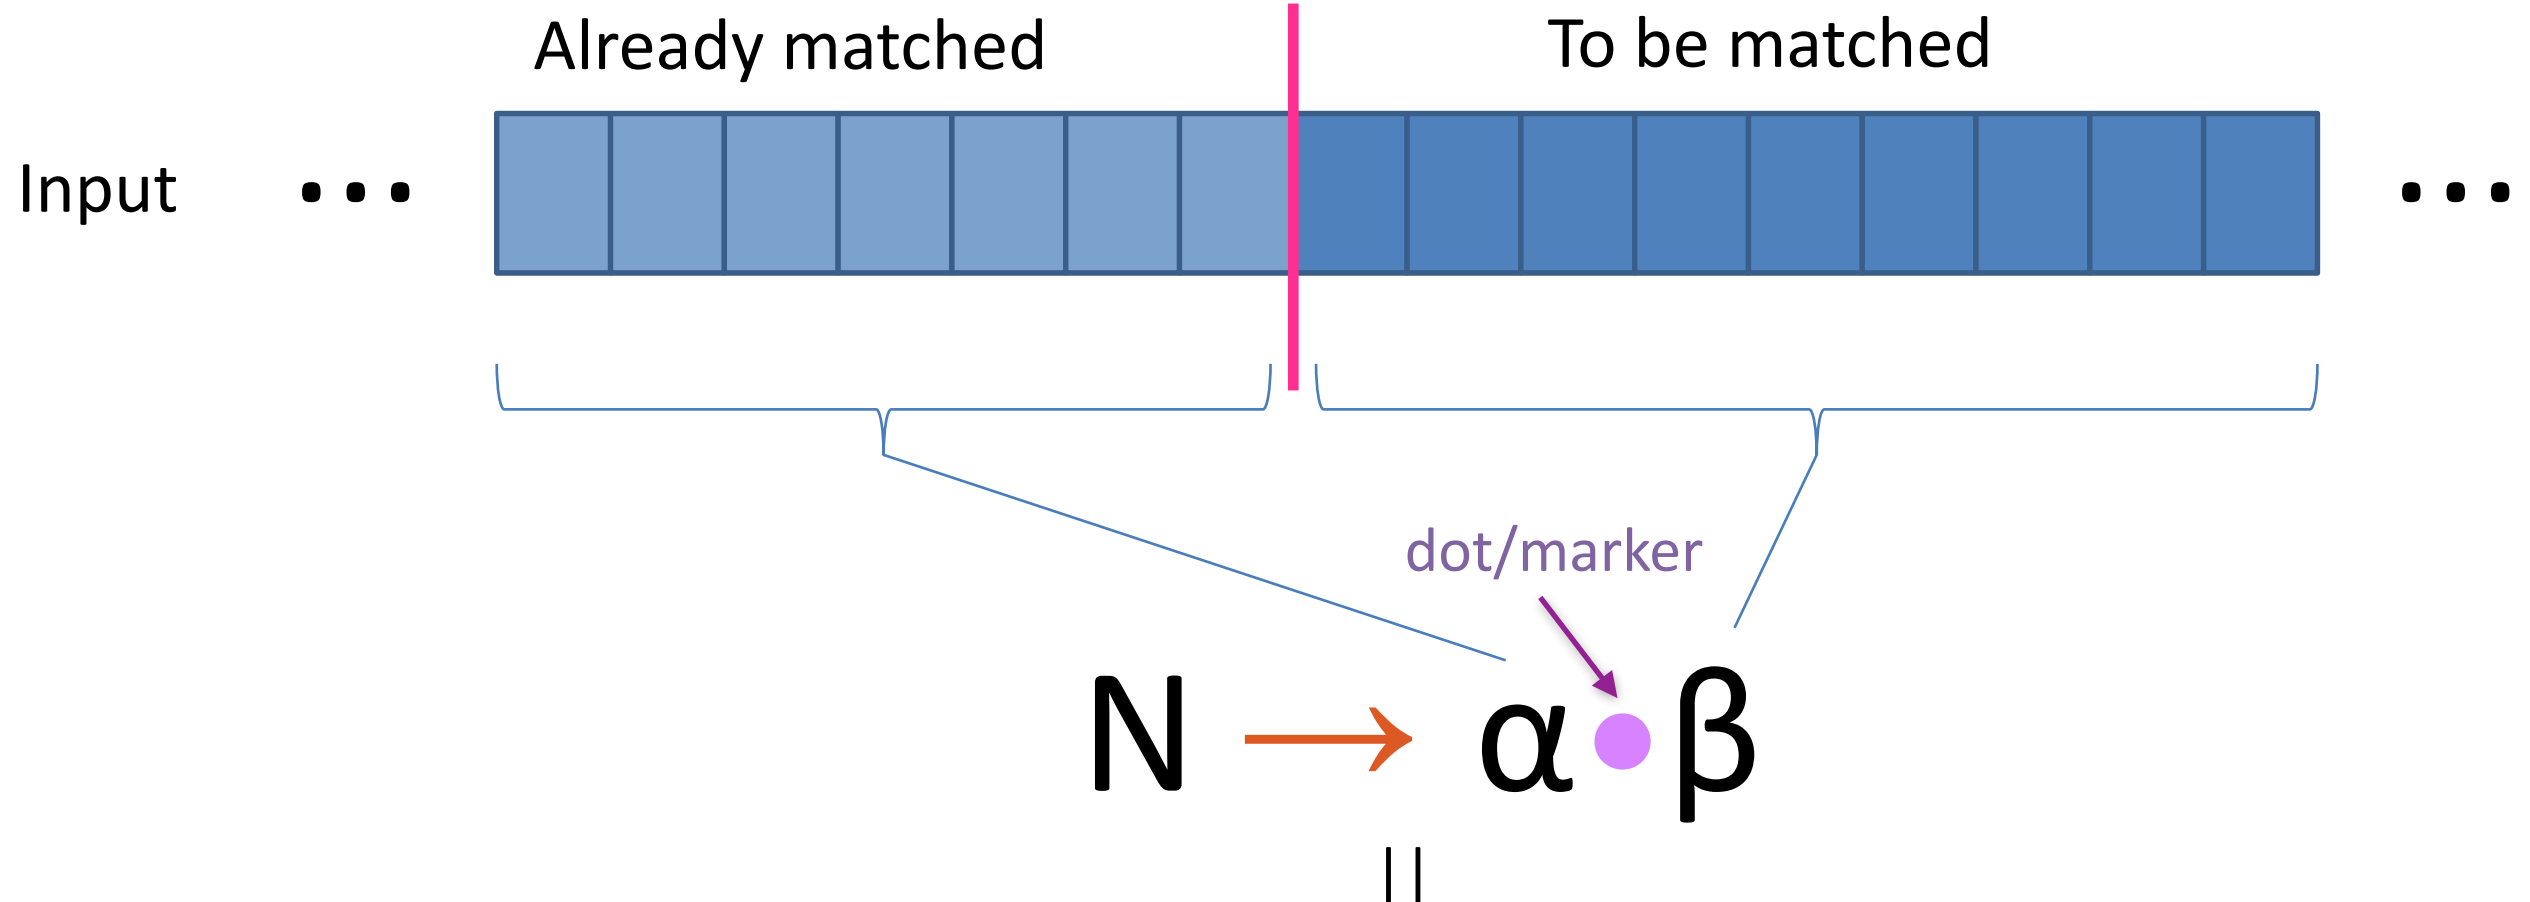 Already matched To be matched
Input ... ...
dot/marker
N → α • β
||